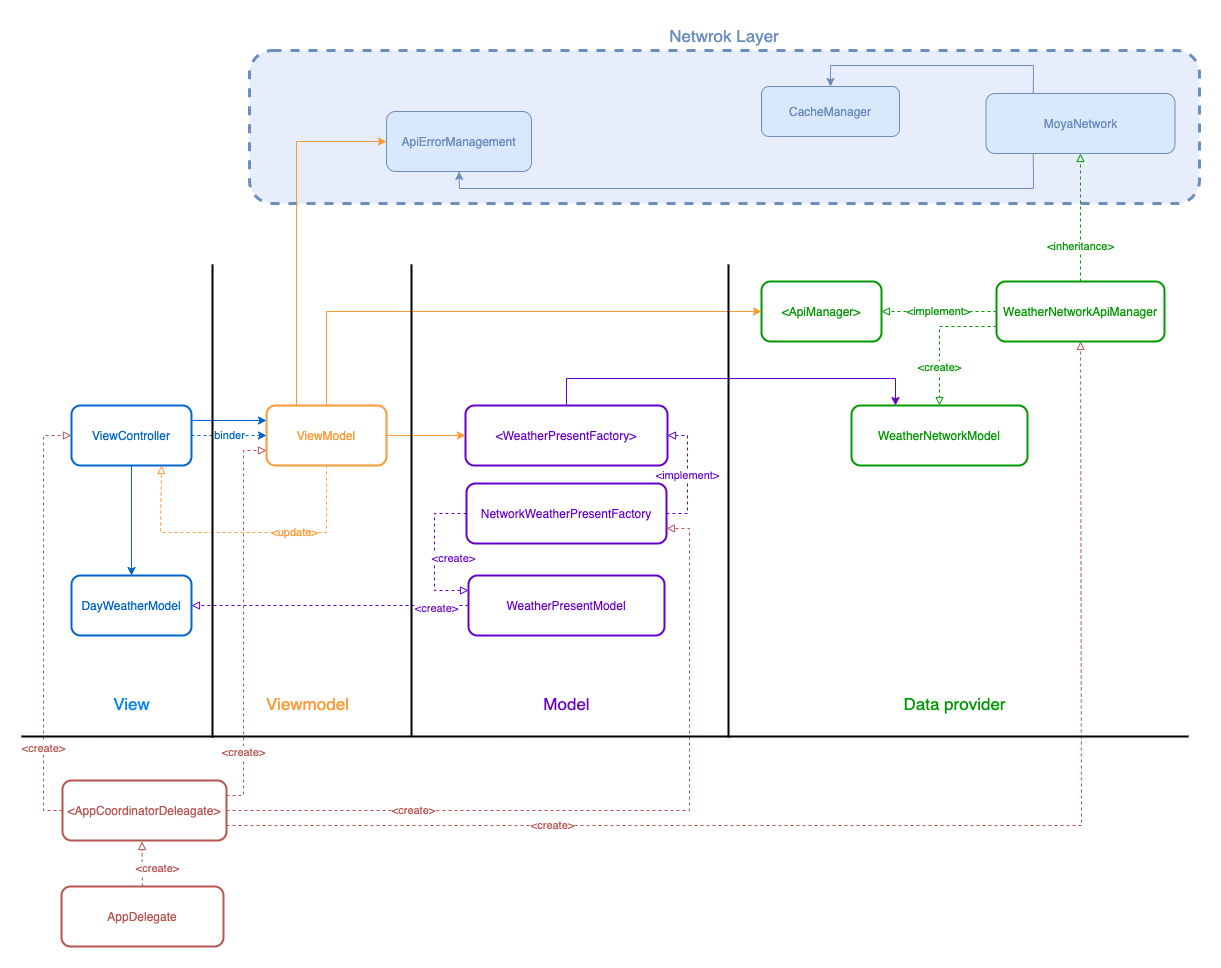 Netwrok Layer
CacheManager
MoyaNetwork
ApiErrorManagement
<inheritance>
<ApiManager>
<implement>
WeatherNetworkApiManager
<create>
ViewController
binder
ViewModel
<WeatherPresentFactory>
WeatherNetworkModel
<implement>
NetworkWeatherPresentFactory
<update>
<create>
DayWeatherModel
<create>
WeatherPresentModel
View
Viewmodel
Model
Data provider
<create>
<create>
<AppCoordinatorDeleagate>
<create>
<create>
<create>
AppDelegate